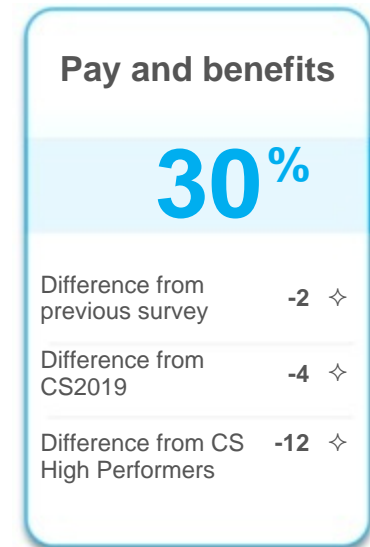 Pay and benefits
30%
Difference from
previous survey -2 ✧
Difference from
CS2019 -4 ✧
Difference from CS -12 ✧
High Performers